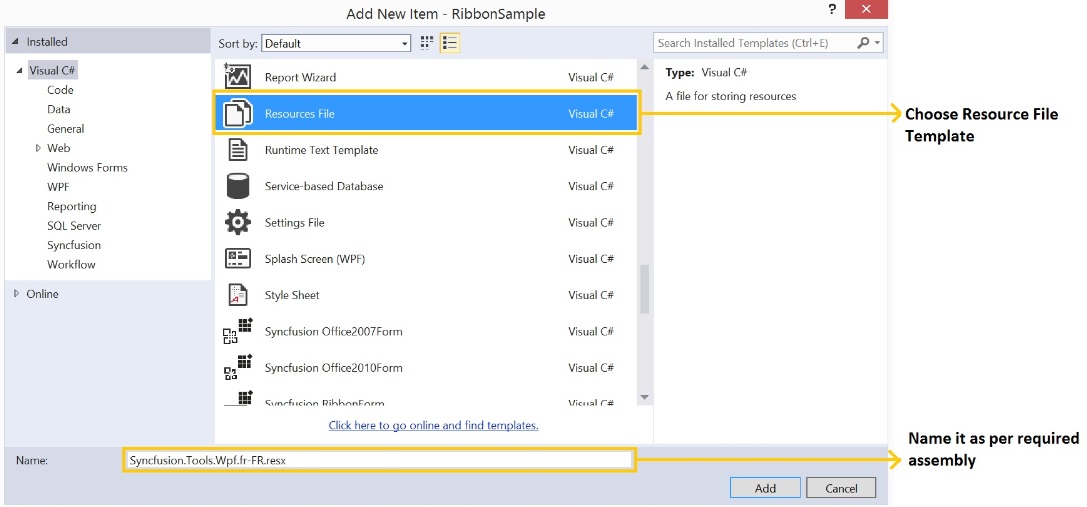 Add New Item - RibbonSample
?
Installed
Sort by: Default
Search Installed Templates (Ctrl+E)
Visual C#
Code
Data
General
Web
Windows Forms
WPF
Reporting
SQL Server
Syncfusion
Workflow
Online
Report Wizard Visual C#
Resources File Visual C#
Runtime Text Template Visual C#
Service-based Database Visual C#
Settings File Visual C#
Splash Screen (WPF) Visual C#
Style Sheet Visual C#
Syncfusion Office2007Form Visual C#
Syncfusion Office2010Form Visual C#
Syncfusion RibbonForm Visual C#
Click here to go online and find templates.
Type: Visual C#
A file for storing resources
Choose Resource File
Template
Name: Syncfusion.Tools.Wpf.fr-FR.resx
Name it as per required
assembly
Add Cancel